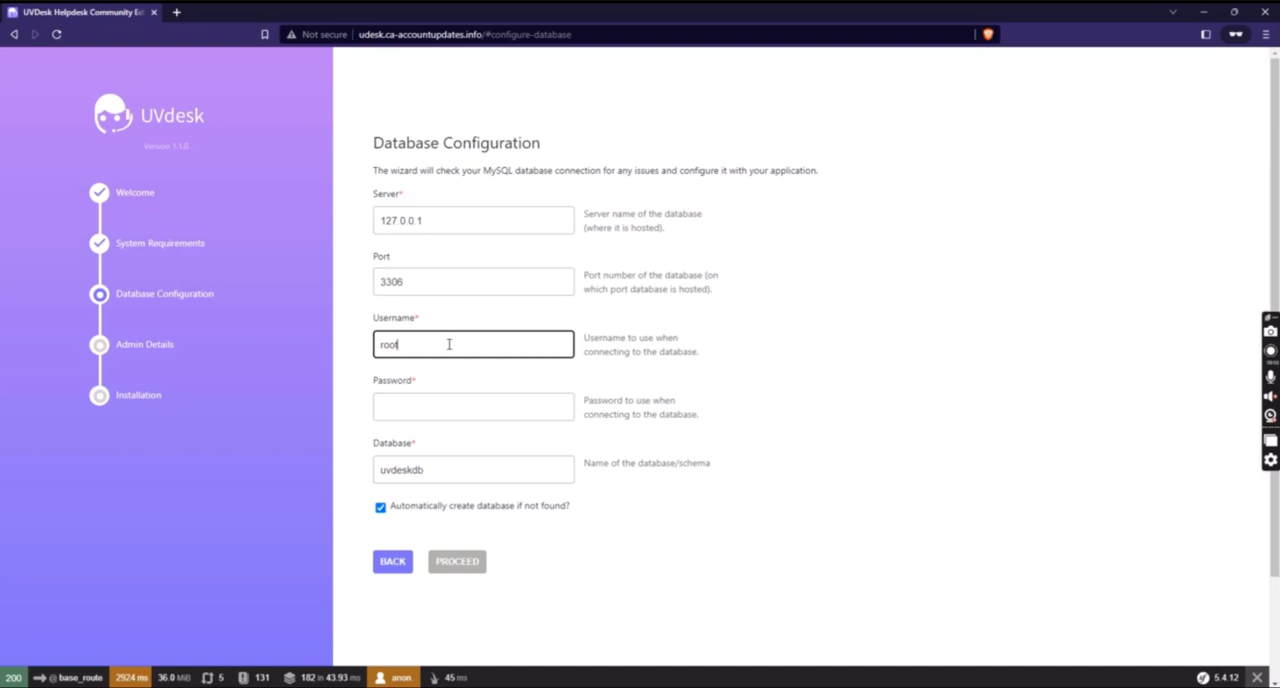 UVDesk Helpdesk Community Ed
Not secure
udesk.ca-accountupdates.info/#configure-database
UVdesk
Version 1.1.0
Welcome
System Requirements
Database Configuration
Admin Details
Installation
Database Configuration
The wizard will check your MySQL database connection for any issues and configure it with your application.
Server*
127.0.0.1
Server name of the database
(where it is hosted).
Port
3306
Port number of the database (on
which port database is hosted).
Username*
root
Username to use when
connecting to the database.
Password*
Password to use when
connecting to the database.
Database*
uvdeskdb
Name of the database/schema
Automatically create database if not found?
BACK
PROCEED
200
@ base_route
2924 ms
36.0 MiB
5
131
182 in 43.93 ms
anon.
45 ms
5.4.12